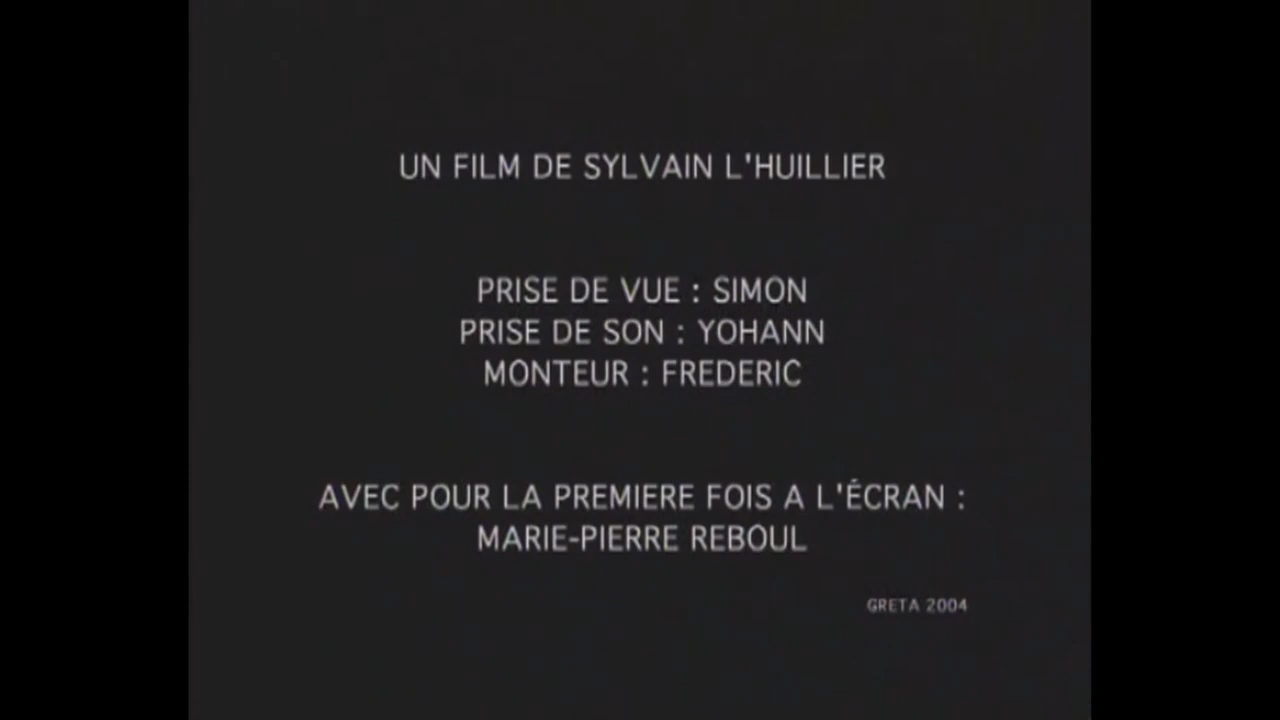 UN FILM DE SYLVAIN L'HUILLIER
PRISE DE VUE : SIMON
PRISE DE SON : YOHANN
MONTEUR : FREDERIC
AVEC POUR LA PREMIERE FOIS A L'ÉCRAN :
MARIE-PIERRE REBOUL
GRETA 2004